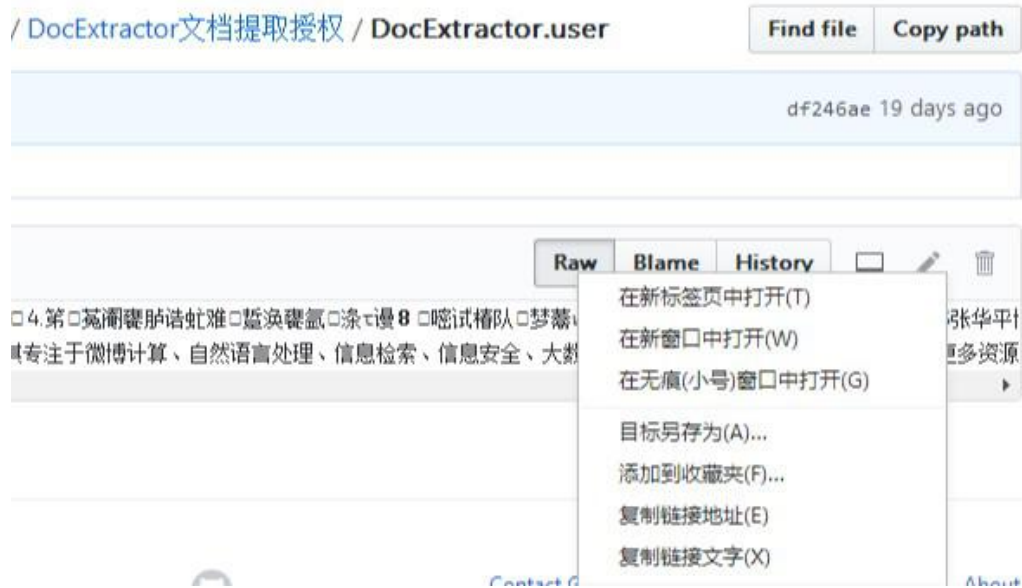 / DocExtractor文档提取授权 / DocExtractor.user
Find file Copy path
df246ae 19 days ago
Raw Blame History
在新标签页中打开(T)
4.第
8
专注于微博计算、自然语言处理、信息检索、信息安全、大数
张华平
多资源
在新窗口中打开(W)
在无痕(小号)窗口中打开(G)
目标另存为(A)...
添加到收藏夹(F)...
复制链接地址(E)
复制链接文字(X)
Contact G
About